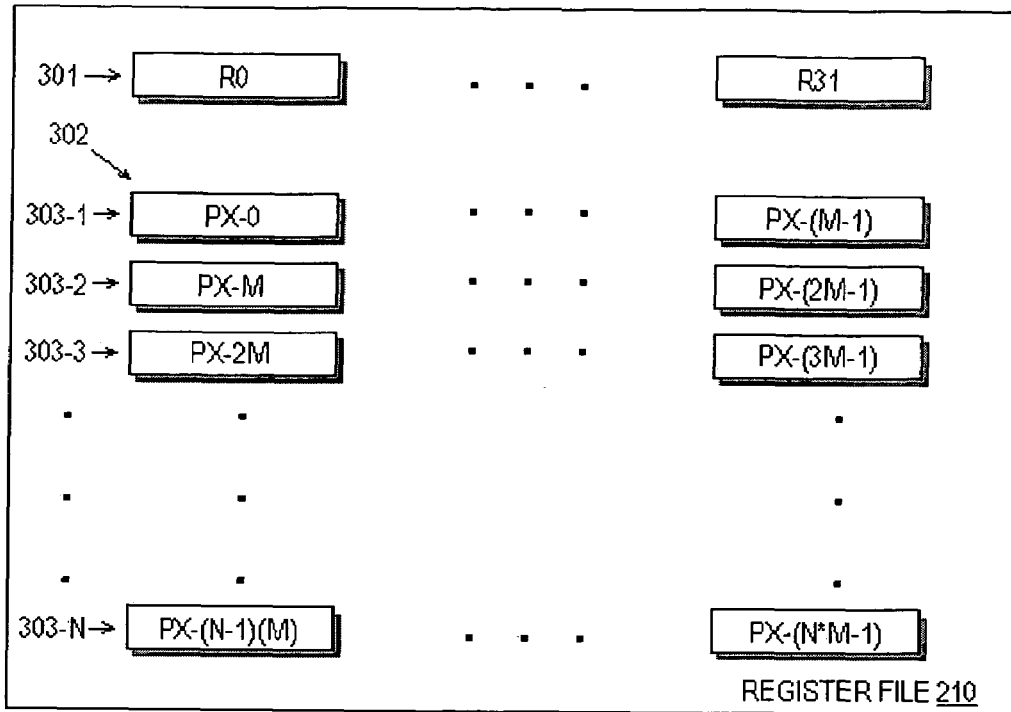 301 R0 . . . R31
302
303-1 PX-0 . . . PX-(M-1)
303-2 PX-M . . . PX-(2M-1)
303-3 PX-2M . . . PX-(3M-1)
303-N PX-(N-1)(M) . . . PX-(N*M-1)
REGISTER FILE 210